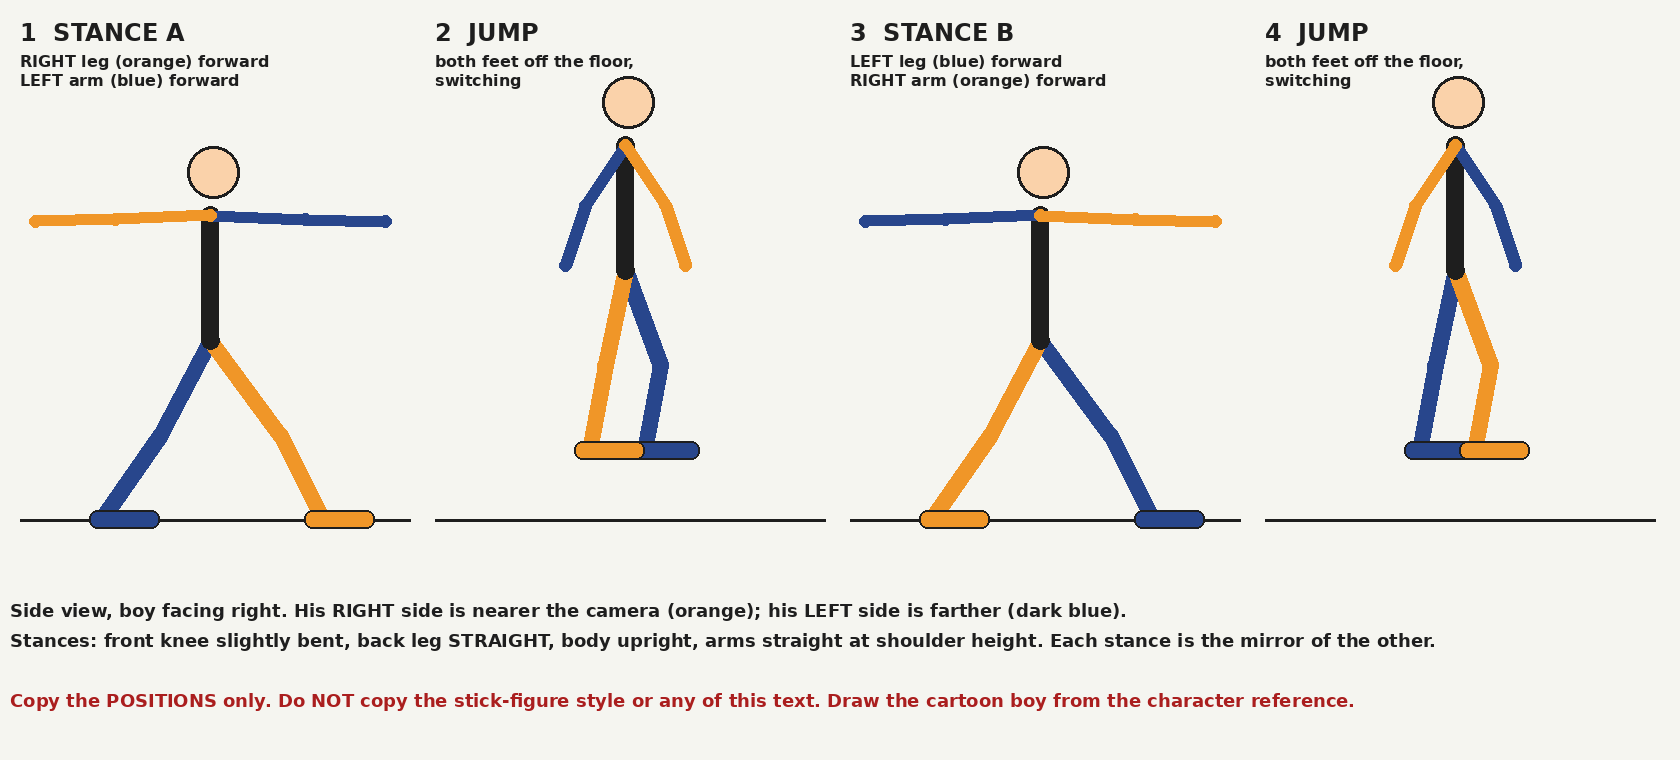 1  STANCE A
RIGHT leg (orange) forward
LEFT arm (blue) forward
2  JUMP
both feet off the floor,
switching
3  STANCE B
LEFT leg (blue) forward
RIGHT arm (orange) forward
4  JUMP
both feet off the floor,
switching
Side view, boy facing right. His RIGHT side is nearer the camera (orange); his LEFT side is farther (dark blue).
Stances: front knee slightly bent, back leg STRAIGHT, body upright, arms straight at shoulder height. Each stance is the mirror of the other.
Copy the POSITIONS only. Do NOT copy the stick-figure style or any of this text. Draw the cartoon boy from the character reference.